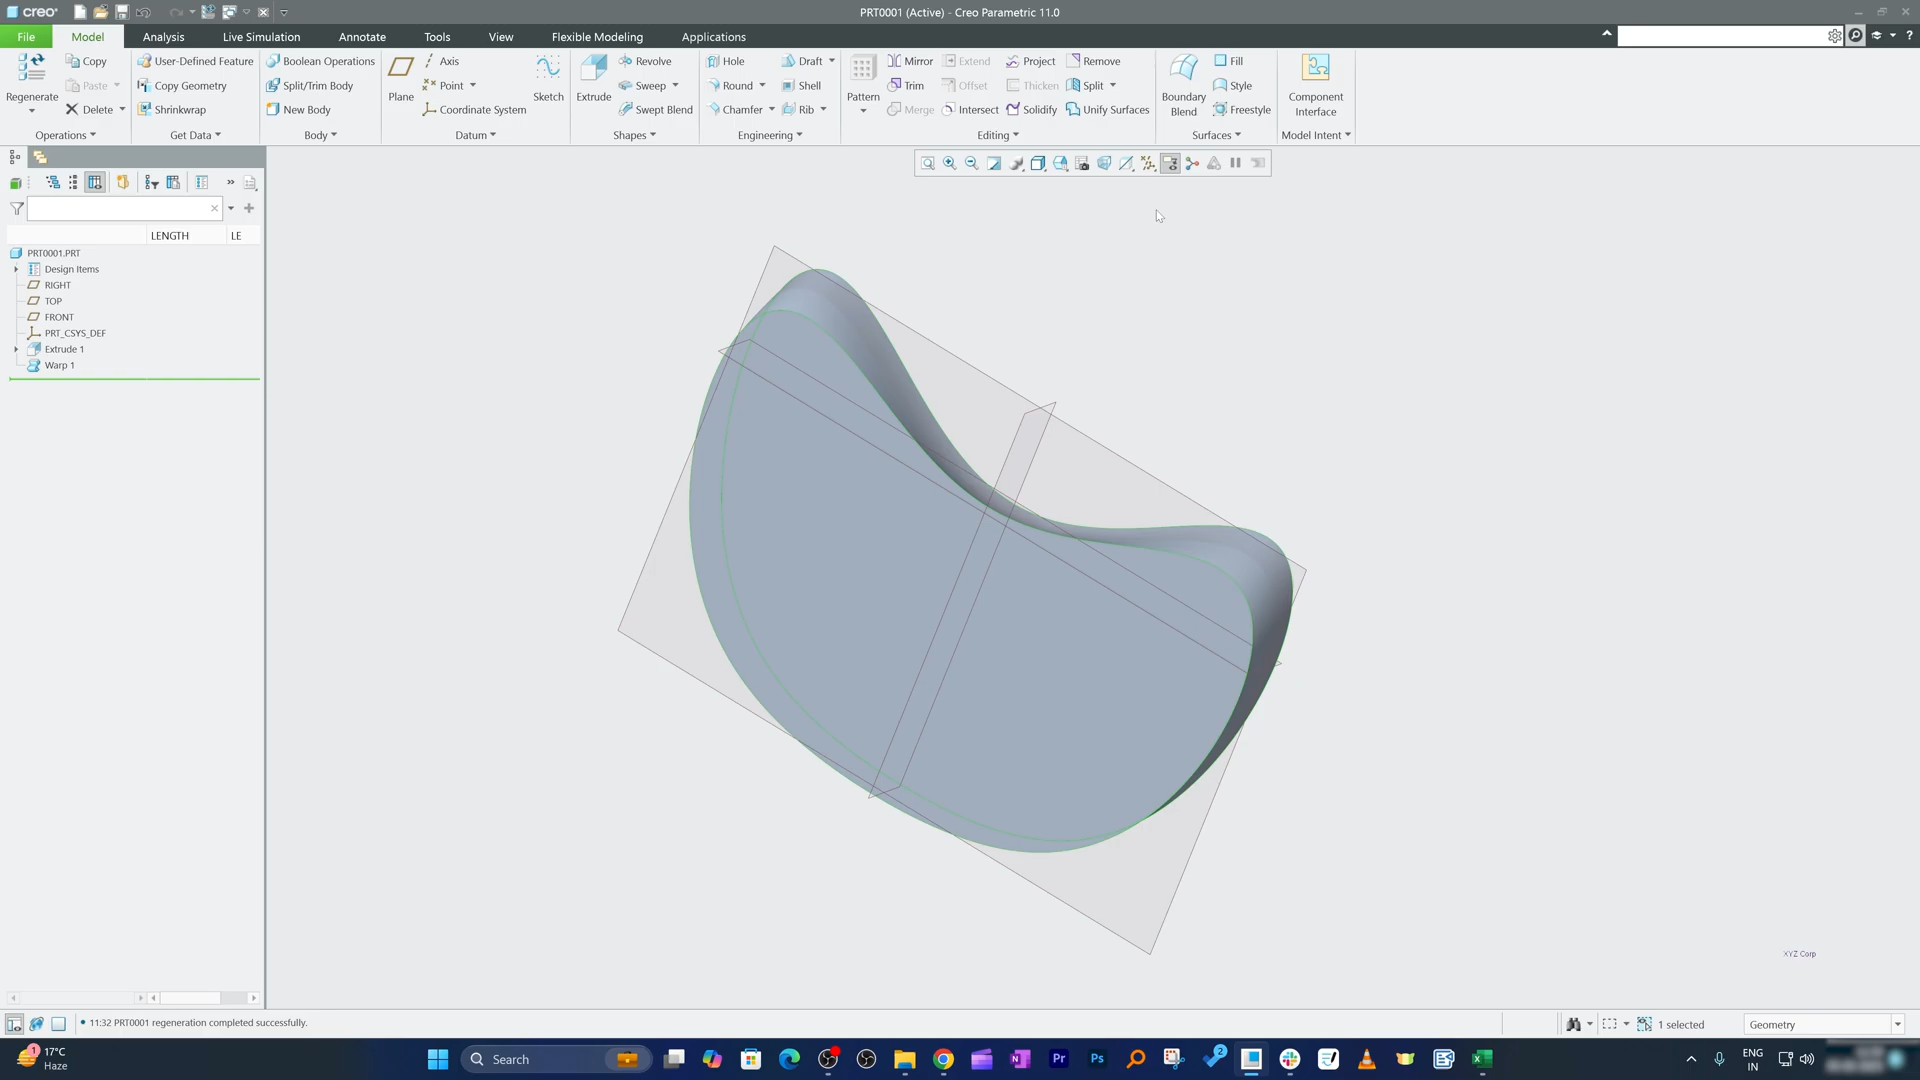 creo
PRT0001 (Active) - Creo Parametric 11.0
File Model Analysis Live Simulation Annotate Tools View Flexible Modeling Applications
Regenerate
Copy
Paste
Delete
Operations
User-Defined Feature
Copy Geometry
Shrinkwrap
Get Data
Boolean Operations
Split/Trim Body
New Body
Body
Plane
Axis
Point
Coordinate System
Sketch
Datum
Extrude
Revolve
Sweep
Swept Blend
Shapes
Hole
Round
Chamfer
Draft
Shell
Rib
Engineering
Pattern
Mirror
Trim
Merge
Extend
Offset
Intersect
Project
Thicken
Solidify
Remove
Split
Unify Surfaces
Editing
Boundary
Blend
Fill
Style
Freestyle
Surfaces
Component
Interface
Model Intent
LENGTH LE
PRT0001.PRT
Design Items
RIGHT
TOP
FRONT
PRT_CSYS_DEF
Extrude 1
Warp 1
XYZ Corp
11:32 PRT0001 regeneration completed successfully.
1 selected
Geometry
1
17°C
Haze
Search
Pr
Ps
2
ENG
IN